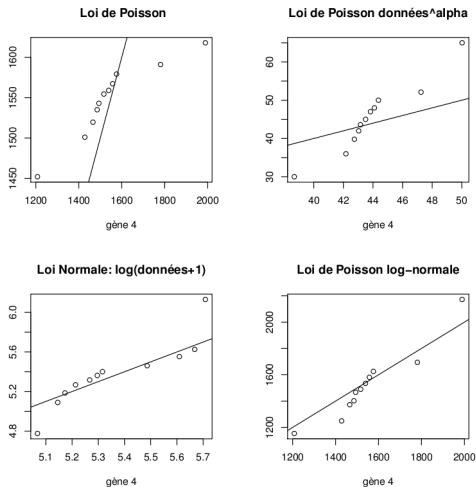 Loi de Poisson
1600
1550
1500
1450
1200 1400 1600 1800 2000
gène 4
Loi de Poisson données^alpha
60
50
40
30
40 42 44 46 48 50
gène 4
Loi Normale: log(données+1)
6.0
5.6
5.2
4.8
5.1 5.2 5.3 5.4 5.5 5.6 5.7
gène 4
Loi de Poisson log−normale
2000
1600
1200
1200 1400 1600 1800 2000
gène 4